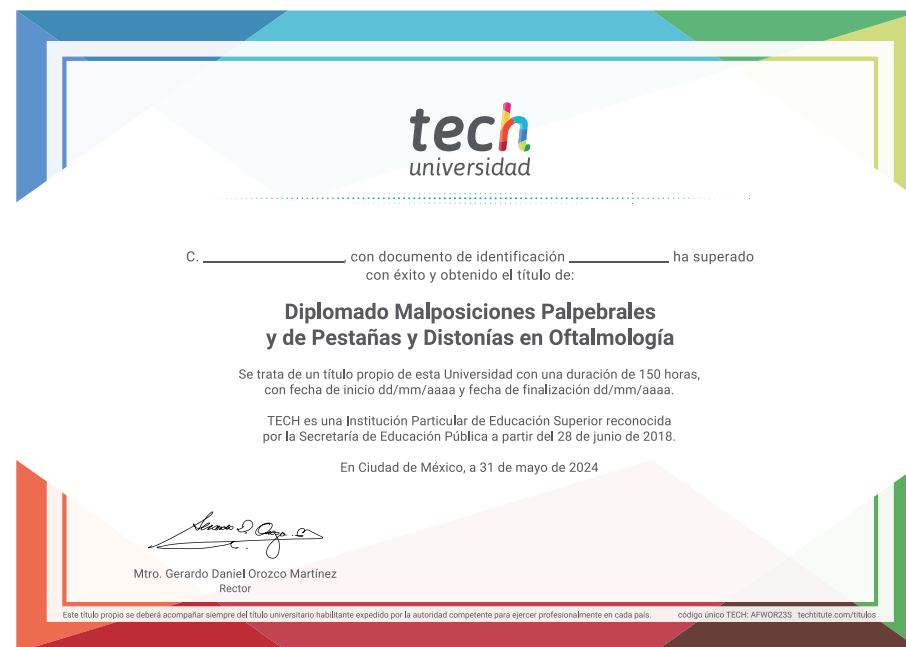 tech
universidad
C. ____________________, con documento de identificación ______________ ha superado
con éxito y obtenido el título de:
Diplomado Malposiciones Palpebrales
y de Pestañas y Distonías en Oftalmología
Se trata de un título propio de esta Universidad con una duración de 150 horas,
con fecha de inicio dd/mm/aaaa y fecha de finalización dd/mm/aaaa.
TECH es una Institución Particular de Educación Superior reconocida
por la Secretaría de Educación Pública a partir del 28 de junio de 2018.
En Ciudad de México, a 31 de mayo de 2024
Mtro. Gerardo Daniel Orozco Martínez
Rector
Este título propio se deberá acompañar siempre del título universitario habilitante expedido por la autoridad competente para ejercer profesionalmente en cada país. código único TECH: AFWOR23S techtitute.com/titulos